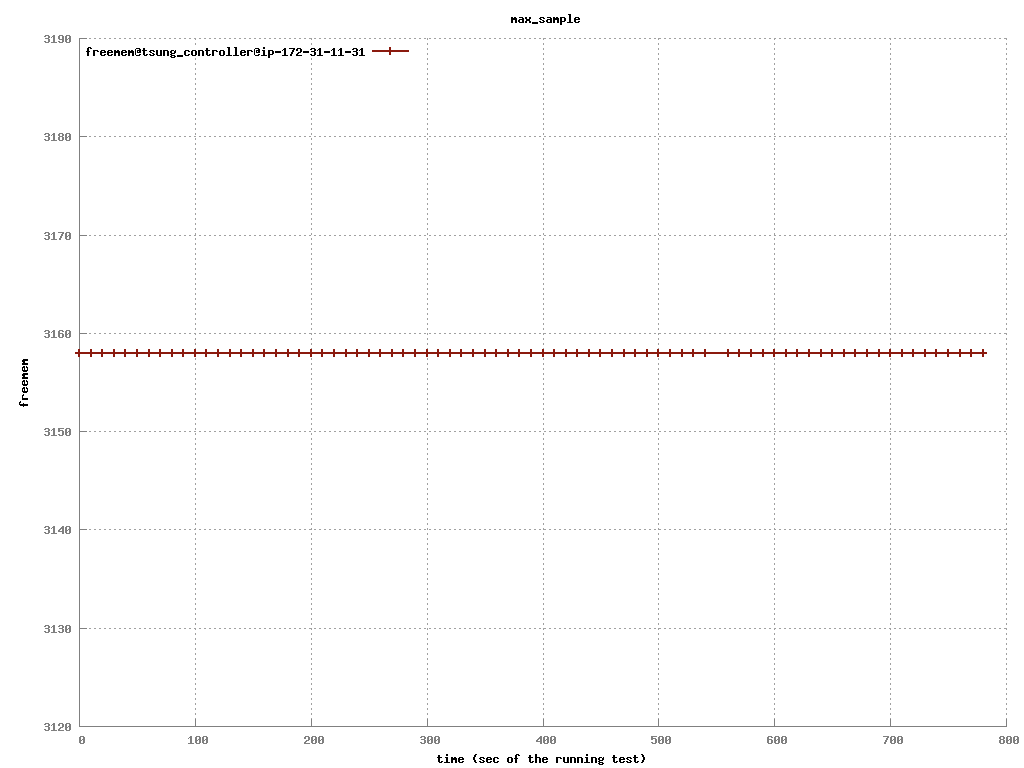 max_sample
freemem@tsung_controller@ip-172-31-11-31
3190
3180
3170
3160
3150
3140
3130
3120
freemem
0 100 200 300 400 500 600 700 800
time (sec of the running test)